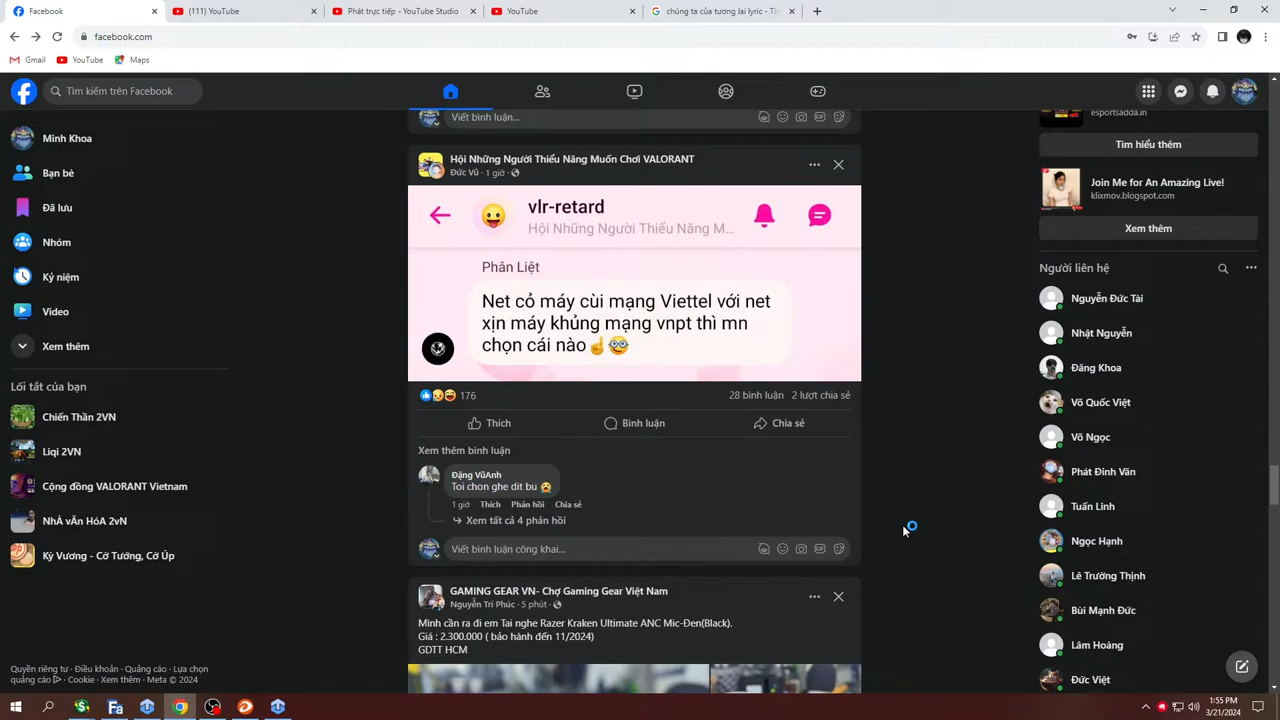 Facebook
(111) YouTube
Phát trực tiếp - YouTube Studio
YouTube
chúng ta của tương lai lyric - Tìm
facebook.com
Gmail
YouTube
Maps
Tìm kiếm trên Facebook
Minh Khoa
Bạn bè
Đã lưu
Nhóm
Kỷ niệm
Video
Xem thêm
Lối tắt của bạn
Chiến Thần 2VN
Liqi 2VN
Cộng đồng VALORANT Vietnam
NhÀ vẪn HóA 2vN
Kỳ Vương - Cờ Tướng, Cờ Úp
Quyền riêng tư · Điều khoản · Quảng cáo · Lựa chọn
quảng cáo · Cookie · Xem thêm · Meta © 2024
Viết bình luận...
Hội Những Người Thiểu Năng Muốn Chơi VALORANT
Đức Vũ · 1 giờ ·
vlr-retard
Hội Những Người Thiểu Năng M...
Phân Liệt
Net cỏ máy cùi mạng Viettel với net
xịn máy khủng mạng vnpt thì mn
chọn cái nào☝️🤓
176
28 bình luận 2 lượt chia sẻ
Thích
Bình luận
Chia sẻ
Xem thêm bình luận
Đặng VũAnh
Toi chon ghe dit bu
1 giờ Thích Phản hồi Chia sẻ
Xem tất cả 4 phản hồi
Viết bình luận công khai...
GAMING GEAR VN- Chợ Gaming Gear Việt Nam
Nguyễn Trí Phúc · 5 phút ·
Mình cần ra đi em Tai nghe Razer Kraken Ultimate ANC Mic-Đen(Black).
Giá : 2.300.000 ( bảo hành đến 11/2024)
GDTT HCM
esportsadda.in
Tìm hiểu thêm
Join Me for An Amazing Live!
klixmov.blogspot.com
Xem thêm
Người liên hệ
Nguyễn Đức Tài
Nhật Nguyễn
Đăng Khoa
Võ Quốc Việt
Võ Ngọc
Phát Đinh Văn
Tuấn Linh
Ngọc Hạnh
Lê Trường Thịnh
Bùi Mạnh Đức
Lâm Hoàng
Đức Việt
1:55 PM
3/21/2024